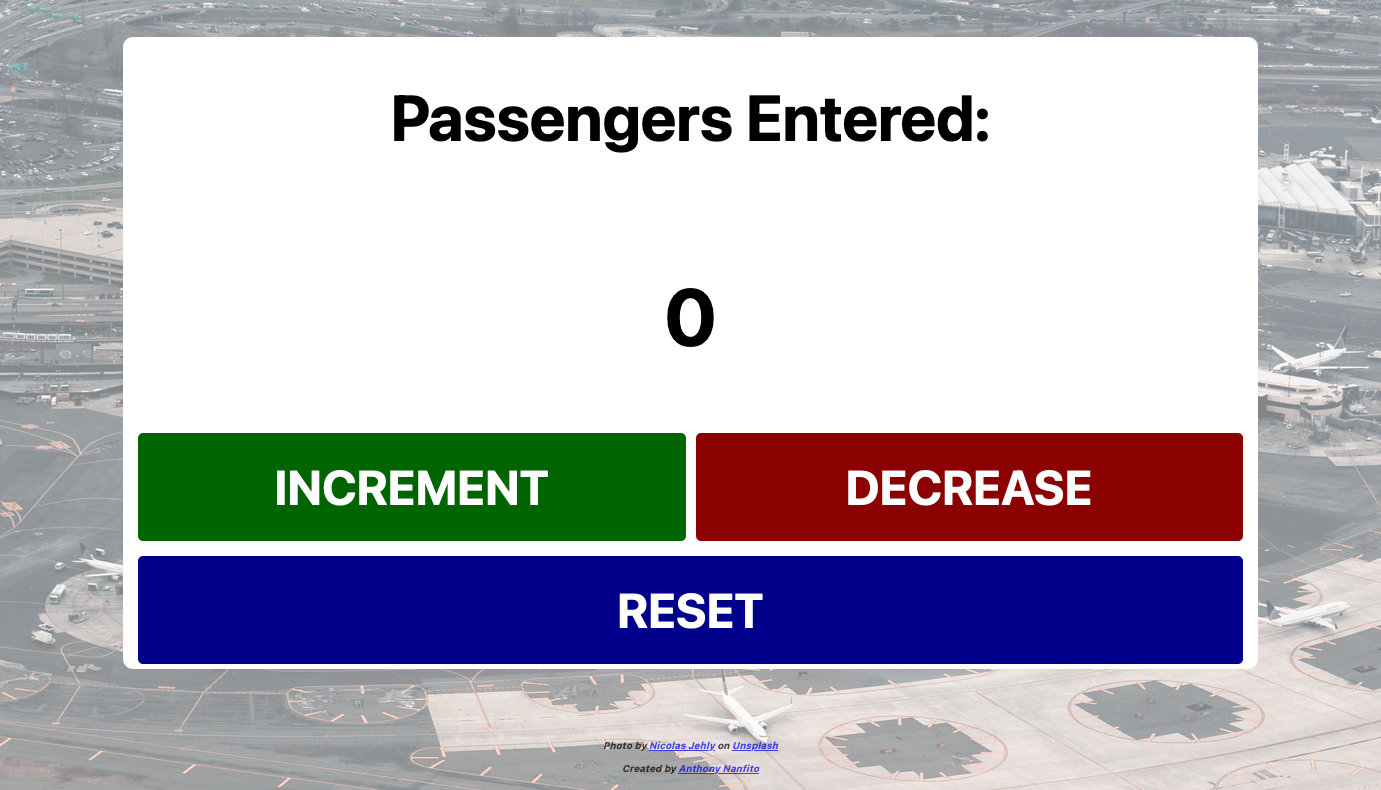 Passengers Entered:
0
INCREMENT
DECREASE
RESET
Photo by Nicolas Jehly on Unsplash
Created by Anthony Nanfito